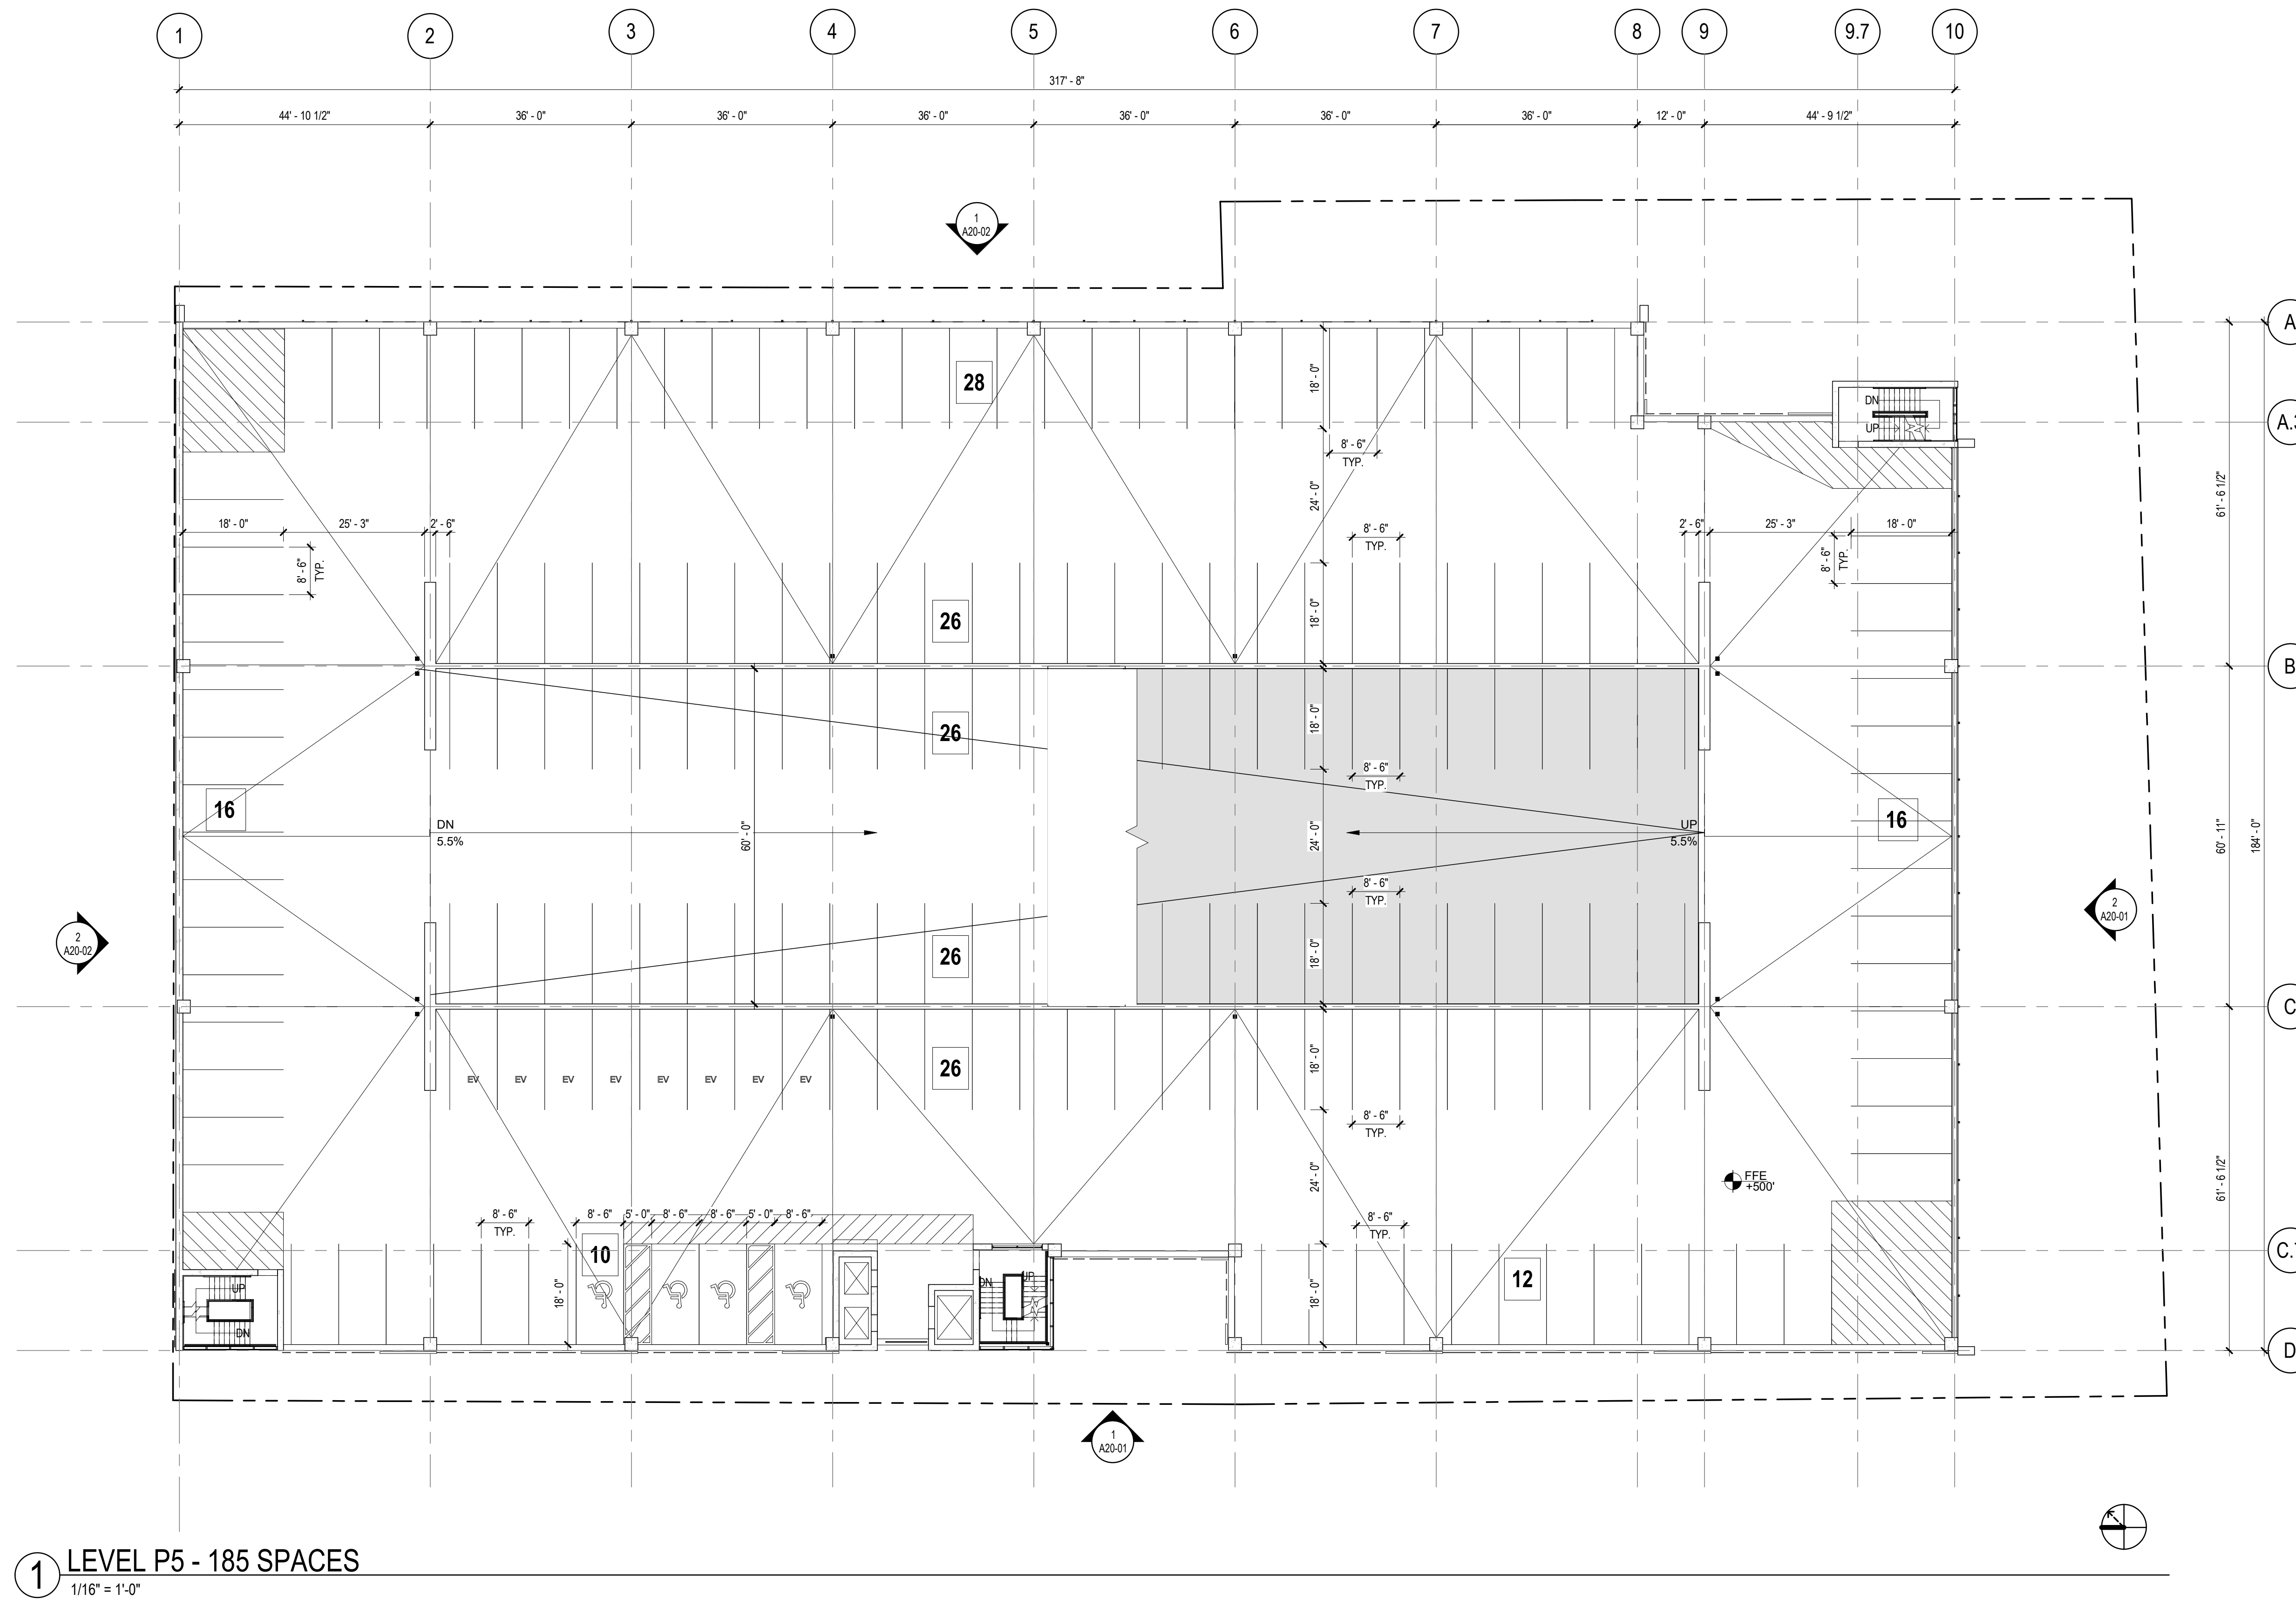 1
2
3
4
5
6
7
8
9
9.7
10
317' - 8"
44' - 10 1/2"
36' - 0"
36' - 0"
36' - 0"
36' - 0"
36' - 0"
36' - 0"
12' - 0"
44' - 9 1/2"
1
A20-02
A
28
18' - 0"
DN
UP
8' - 6"
TYP.
24' - 0"
61' - 6 1/2"
18' - 0"
25' - 3"
2' - 6"
8' - 6"
TYP.
2' - 6"
25' - 3"
18' - 0"
8' - 6"
TYP.
8' - 6"
TYP.
26
18' - 0"
B
26
18' - 0"
8' - 6"
TYP.
16
DN
5.5%
60' - 0"
24' - 0"
UP
5.5%
16
60' - 11"
184' - 0"
8' - 6"
TYP.
2
A20-02
2
A20-01
26
18' - 0"
C
26
18' - 0"
EV
EV
EV
EV
EV
EV
EV
EV
8' - 6"
TYP.
24' - 0"
FFE
+500'
61' - 6 1/2"
8' - 6"
TYP.
8' - 6"
5' - 0"
8' - 6"
8' - 6"
5' - 0"
8' - 6"
8' - 6"
TYP.
10
18' - 0"
UP
DN
DN
UP
18' - 0"
12
D
1
A20-01
1
LEVEL P5 - 185 SPACES
1/16" = 1'-0"